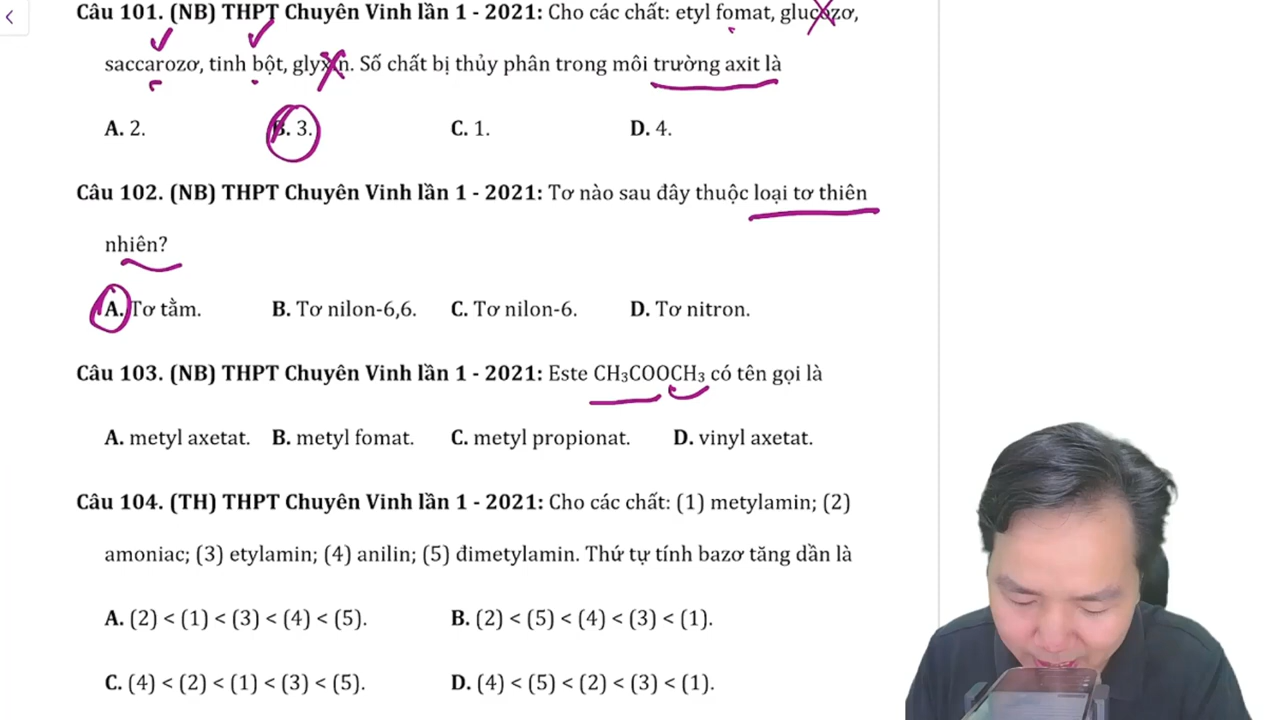 Câu 101. (NB) THPT Chuyên Vinh lần 1 - 2021: Cho các chất: etyl fomat, glucozơ,
saccarozơ, tinh bột, glyxin. Số chất bị thủy phân trong môi trường axit là
A. 2. B. 3. C. 1. D. 4.
Câu 102. (NB) THPT Chuyên Vinh lần 1 - 2021: Tơ nào sau đây thuộc loại tơ thiên
nhiên?
A. Tơ tằm. B. Tơ nilon-6,6. C. Tơ nilon-6. D. Tơ nitron.
Câu 103. (NB) THPT Chuyên Vinh lần 1 - 2021: Este CH₃COOCH₃ có tên gọi là
A. metyl axetat. B. metyl fomat. C. metyl propionat. D. vinyl axetat.
Câu 104. (TH) THPT Chuyên Vinh lần 1 - 2021: Cho các chất: (1) metylamin; (2)
amoniac; (3) etylamin; (4) anilin; (5) đimetylamin. Thứ tự tính bazơ tăng dần là
A. (2) < (1) < (3) < (4) < (5). B. (2) < (5) < (4) < (3) < (1).
C. (4) < (2) < (1) < (3) < (5). D. (4) < (5) < (2) < (3) < (1).